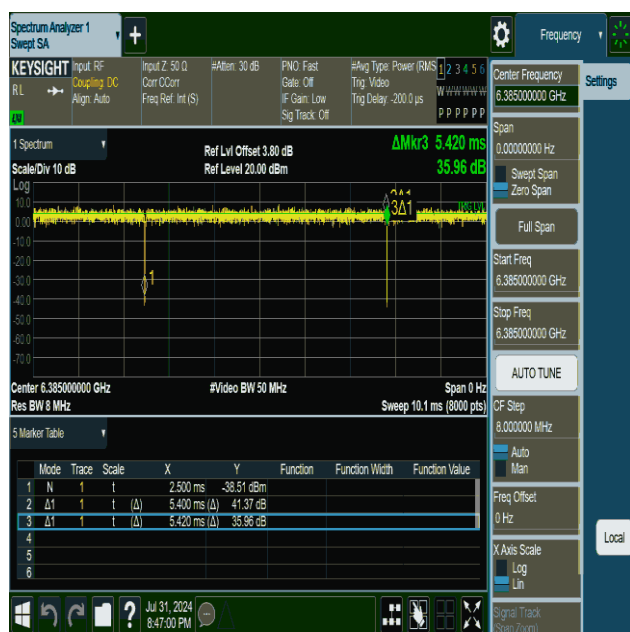 Spectrum Analyzer 1
Swept SA
Frequency
KEYSIGHT
RL
Input: RF
Coupling: DC
Align: Auto
Input Z: 50 Ω
Corr CCorr
Freq Ref: Int (S)
#Atten: 30 dB
PNO: Fast
Gate: Off
IF Gain: Low
Sig Track: Off
#Avg Type: Power (RMS
Trig: Video
Trig Delay: -200.0 µs
1 2 3 4 5 6
W W W W W W
P P P P P P
1 Spectrum
Scale/Div 10 dB
Ref Lvl Offset 3.80 dB
Ref Level 20.00 dBm
ΔMkr3 5.420 ms
35.96 dB
Log
10.0
0.00
-10.0
-20.0
-30.0
-40.0
-50.0
-60.0
-70.0
3Δ1
TRIG LVL
1
Center 6.385000000 GHz
Res BW 8 MHz
#Video BW 50 MHz
Span 0 Hz
Sweep 10.1 ms (8000 pts)
5 Marker Table
Mode Trace Scale X Y Function Function Width Function Value
1 N 1 t 2.500 ms -38.51 dBm
2 Δ1 1 t (Δ) 5.400 ms (Δ) 41.37 dB
3 Δ1 1 t (Δ) 5.420 ms (Δ) 35.96 dB
4
5
6
Jul 31, 2024
8:47:00 PM
Center Frequency
6.385000000 GHz
Settings
Span
0.00000000 Hz
Swept Span
Zero Span
Full Span
Start Freq
6.385000000 GHz
Stop Freq
6.385000000 GHz
AUTO TUNE
CF Step
8.000000 MHz
Auto
Man
Freq Offset
0 Hz
Local
X Axis Scale
Log
Lin
Signal Track
(Span Zoom)